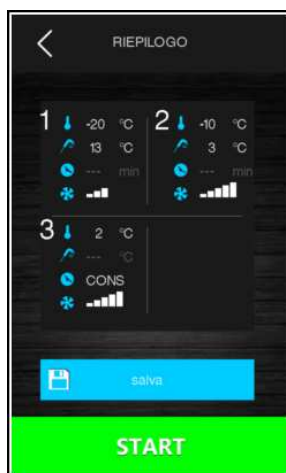 RIEPILOGO
1 -20 °C
13 °C
--- min
2 -10 °C
3 °C
--- min
3 2 °C
--- °C
CONS
salva
START